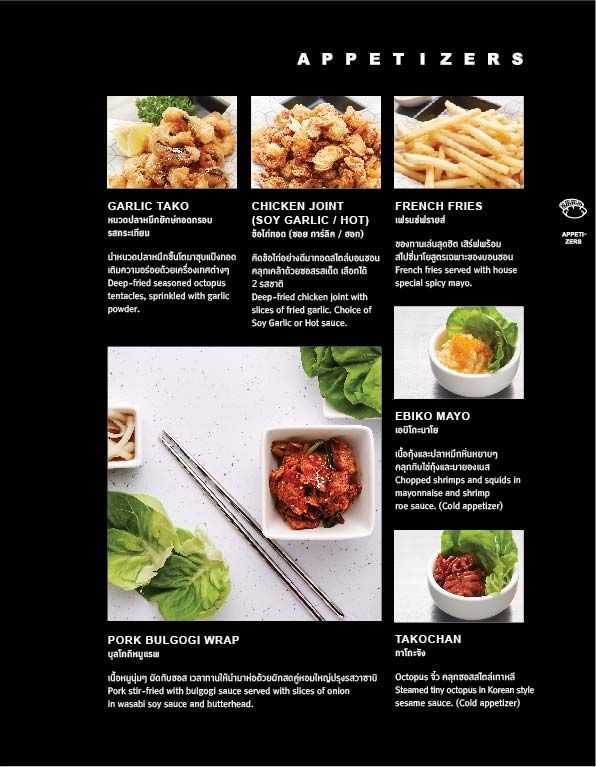 APPETIZERS
GARLIC TAKO
หนวดปลาหมึกยักษ์ทอดกรอบ
รสกระเทียม
นำหนวดปลาหมึกชิ้นโตมาชุบแป้งทอด
เติมความอร่อยด้วยเครื่องเทศต่างๆ
Deep-fried seasoned octopus
tentacles, sprinkled with garlic
powder.
CHICKEN JOINT
(SOY GARLIC / HOT)
ข้อไก่ทอด (ซอย การ์ลิค / ฮอท)
คัดข้อไก่อย่างดีมาทอดสไตล์บอนชอน
คลุกเคล้าด้วยซอสรสเด็ด เลือกได้
2 รสชาติ
Deep-fried chicken joint with
slices of fried garlic. Choice of
Soy Garlic or Hot sauce.
FRENCH FRIES
เฟรนช์ฟรายส์
ของทานเล่นสุดฮิต เสิร์ฟพร้อม
สไปซี่มาโยสูตรเฉพาะของบอนชอน
French fries served with house
special spicy mayo.
APPETI-
ZERS
EBIKO MAYO
เอบิโกะมาโย
เนื้อกุ้งและปลาหมึกหั่นหยาบๆ
คลุกกับไข่กุ้งและมายองเนส
Chopped shrimps and squids in
mayonnaise and shrimp
roe sauce. (Cold appetizer)
PORK BULGOGI WRAP
บุลโกกิหมูแรพ
เนื้อหมูนุ่มๆ ผัดกับซอส เวลาทานให้นำมาห่อด้วยผักสดคู่หอมใหญ่ปรุงรสวาซาบิ
Pork stir-fried with bulgogi sauce served with slices of onion
in wasabi soy sauce and butterhead.
TAKOCHAN
ทาโกะจัง
Octopus จิ๋ว คลุกซอสสไตล์เกาหลี
Steamed tiny octopus in Korean style
sesame sauce. (Cold appetizer)